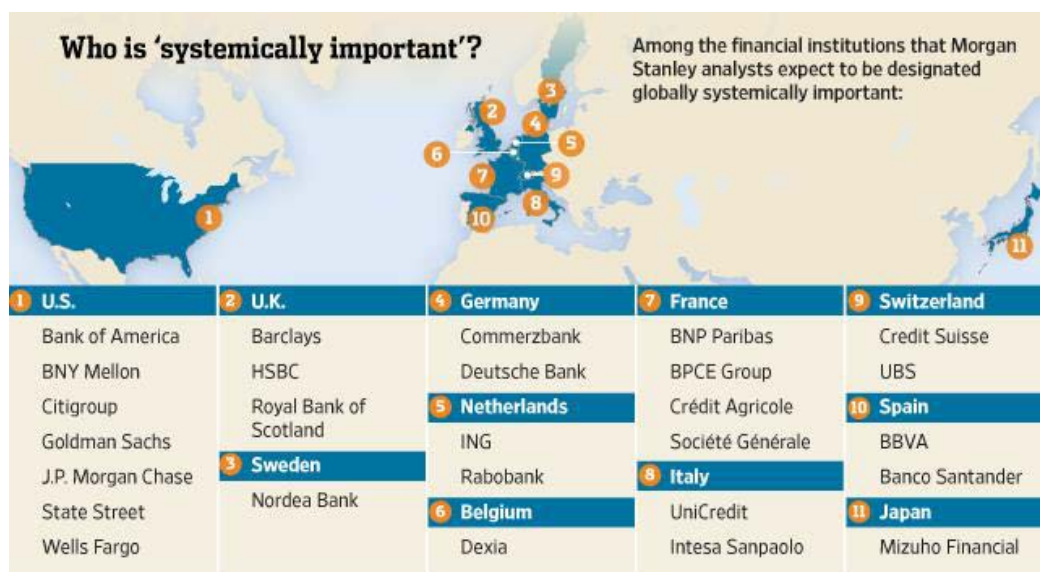 Who is ‘systemically important’?
Among the financial institutions that Morgan
Stanley analysts expect to be designated
globally systemically important:
3
2
4
5
6
7
9
8
10
1
11
1 U.S.
Bank of America
BNY Mellon
Citigroup
Goldman Sachs
J.P. Morgan Chase
State Street
Wells Fargo
2 U.K.
Barclays
HSBC
Royal Bank of
Scotland
3 Sweden
Nordea Bank
4 Germany
Commerzbank
Deutsche Bank
5 Netherlands
ING
Rabobank
6 Belgium
Dexia
7 France
BNP Paribas
BPCE Group
Crédit Agricole
Société Générale
8 Italy
UniCredit
Intesa Sanpaolo
9 Switzerland
Credit Suisse
UBS
10 Spain
BBVA
Banco Santander
11 Japan
Mizuho Financial